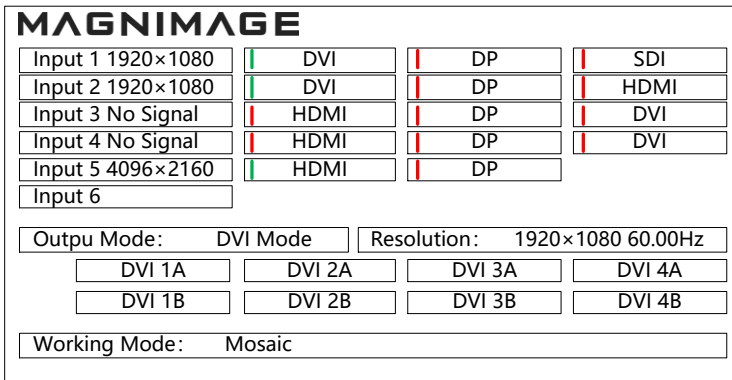 MAGNIMAGE
Input 1 1920×1080 DVI DP SDI
Input 2 1920×1080 DVI DP HDMI
Input 3 No Signal HDMI DP DVI
Input 4 No Signal HDMI DP DVI
Input 5 4096×2160 HDMI DP
Input 6
Outpu Mode: DVI Mode Resolution: 1920×1080 60.00Hz
DVI 1A DVI 2A DVI 3A DVI 4A
DVI 1B DVI 2B DVI 3B DVI 4B
Working Mode: Mosaic